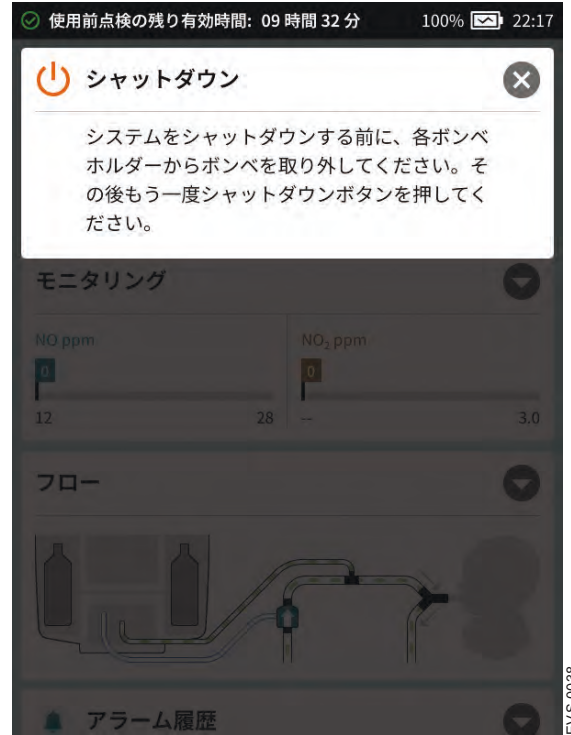 使用前点検の残り有効時間: 09 時間 32 分 100% 22:17
シャットダウン
システムをシャットダウンする前に、各ボンベ
ホルダーからボンベを取り外してください。そ
の後もう一度シャットダウンボタンを押してく
ださい。
モニタリング
NO ppm
0
12 28
NO₂ ppm
0
-- 3.0
フロー
アラーム履歴